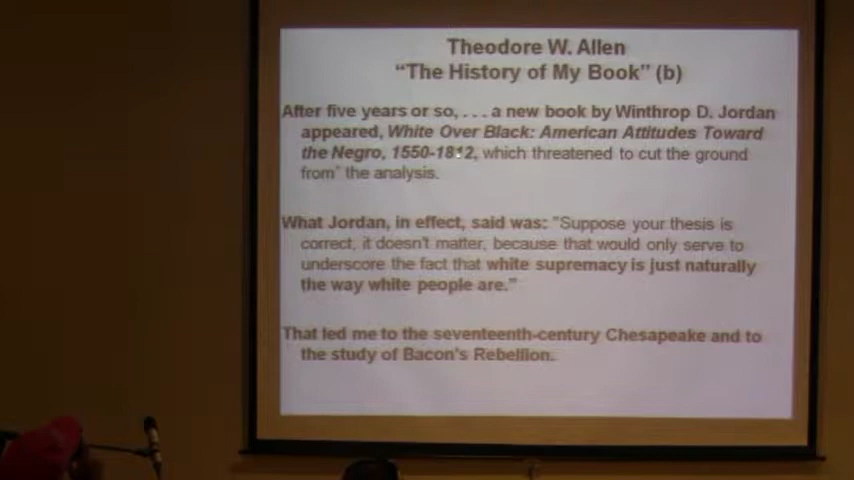 Theodore W. Allen
“The History of My Book” (b)
After five years or so, . . . a new book by Winthrop D. Jordan
appeared, White Over Black: American Attitudes Toward
the Negro, 1550-1812, which threatened to cut the ground
from” the analysis.
What Jordan, in effect, said was: “Suppose your thesis is
correct, it doesn't matter, because that would only serve to
underscore the fact that white supremacy is just naturally
the way white people are.”
That led me to the seventeenth-century Chesapeake and to
the study of Bacon's Rebellion.